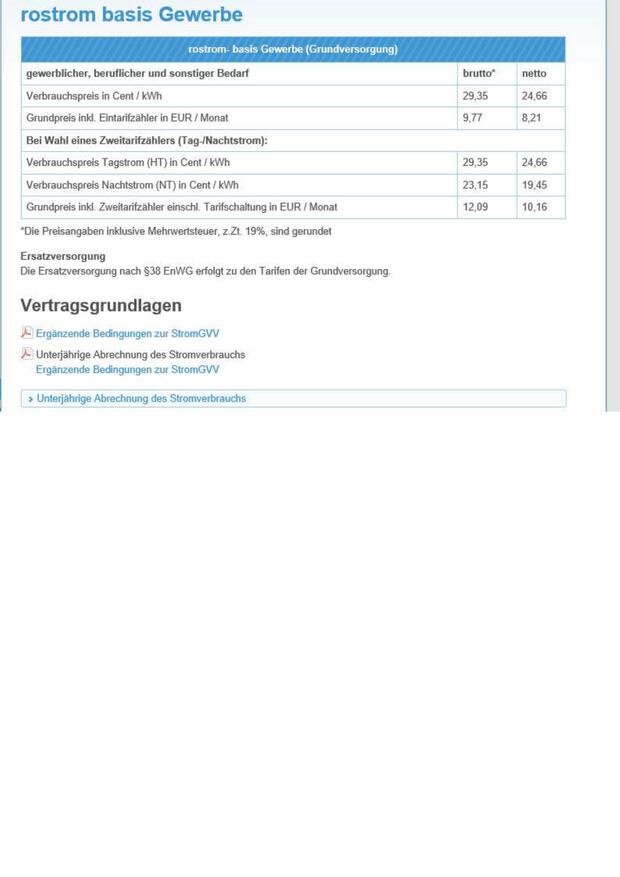 rostrom basis Gewerbe
rostrom- basis Gewerbe (Grundversorgung)
gewerblicher, beruflicher und sonstiger Bedarf brutto* netto
Verbrauchspreis in Cent / kWh 29,35 24,66
Grundpreis inkl. Eintarifzähler in EUR / Monat 9,77 8,21
Bei Wahl eines Zweitarifzählers (Tag-/Nachtstrom):
Verbrauchspreis Tagstrom (HT) in Cent / kWh 29,35 24,66
Verbrauchspreis Nachtstrom (NT) in Cent / kWh 23,15 19,45
Grundpreis inkl. Zweitarifzähler einschl. Tarifschaltung in EUR / Monat 12,09 10,16
*Die Preisangaben inklusive Mehrwertsteuer, z.Zt. 19%, sind gerundet
Ersatzversorgung
Die Ersatzversorgung nach §38 EnWG erfolgt zu den Tarifen der Grundversorgung.
Vertragsgrundlagen
Ergänzende Bedingungen zur StromGVV
Unterjährige Abrechnung des Stromverbrauchs
Ergänzende Bedingungen zur StromGVV
Unterjährige Abrechnung des Stromverbrauchs